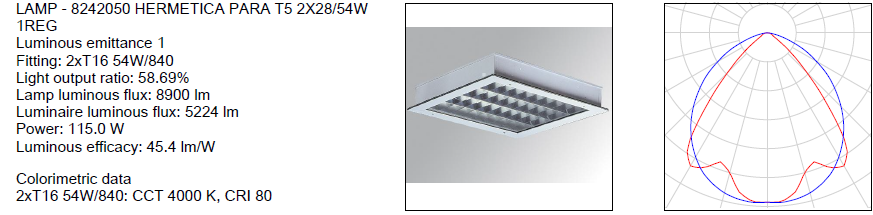 LAMP - 8242050 HERMETICA PARA T5 2X28/54W
1REG
Luminous emittance 1
Fitting: 2xT16 54W/840
Light output ratio: 58.69%
Lamp luminous flux: 8900 lm
Luminaire luminous flux: 5224 lm
Power: 115.0 W
Luminous efficacy: 45.4 lm/W
Colorimetric data
2xT16 54W/840: CCT 4000 K, CRI 80